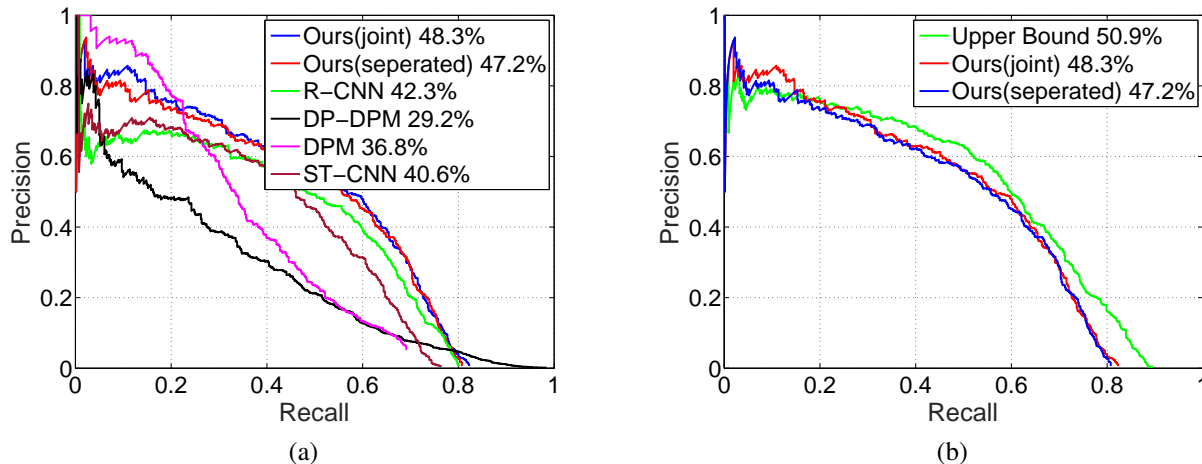 1
0.8
0.6
0.4
0.2
0
Precision
0 0.2 0.4 0.6 0.8 1
Recall
Ours(joint) 48.3%
Ours(seperated) 47.2%
R−CNN 42.3%
DP−DPM 29.2%
DPM 36.8%
ST−CNN 40.6%
(a)
1
0.8
0.6
0.4
0.2
0
Precision
0 0.2 0.4 0.6 0.8 1
Recall
Upper Bound 50.9%
Ours(joint) 48.3%
Ours(seperated) 47.2%
(b)